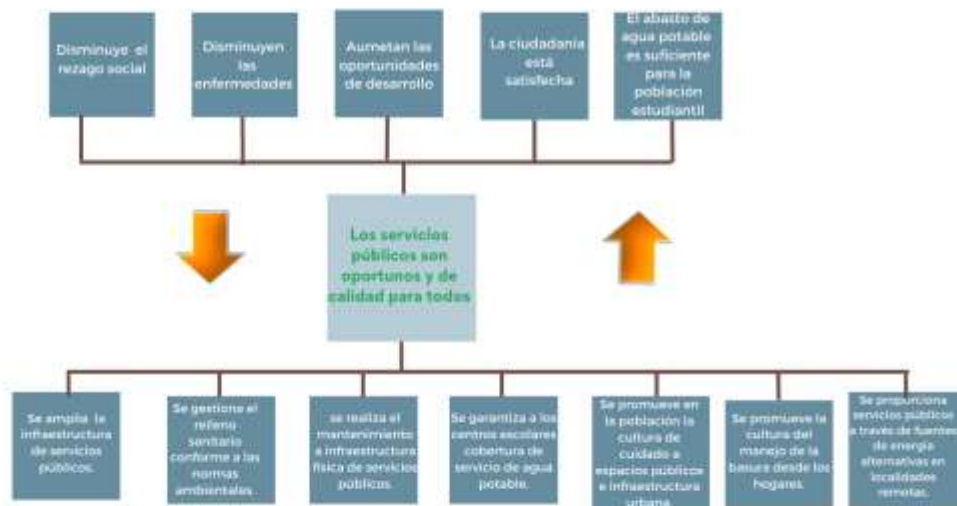 Disminuye el
rezago social
Disminuyen
las
enfermedades
Aumetan las
oportunidades
de desarrollo
La ciudadanía
está
satisfecha
El abasto de
agua potable
es suficiente
para la
población
estudiantil
Los servicios
públicos son
oportunos y de
calidad para todos
Se amplia la
infraestructura
de servicios
públicos.
Se gestiona el
relleno
sanitario
conforme a las
normas
ambientales.
se realiza el
mantenimiento
a infraestructura
física de servicios
públicos.
Se garantiza a los
centros escolares
cobertura de
servicio de agua
potable.
Se promueve en
la población la
cultura de
cuidado a
espacios públicos
e infraestructura
urbana.
Se promueve la
cultura del
manejo de la
basura desde los
hogares.
Se proporciona
servicios públicos
a través de fuentes
de energía
alternativas en
localidades
remotas.